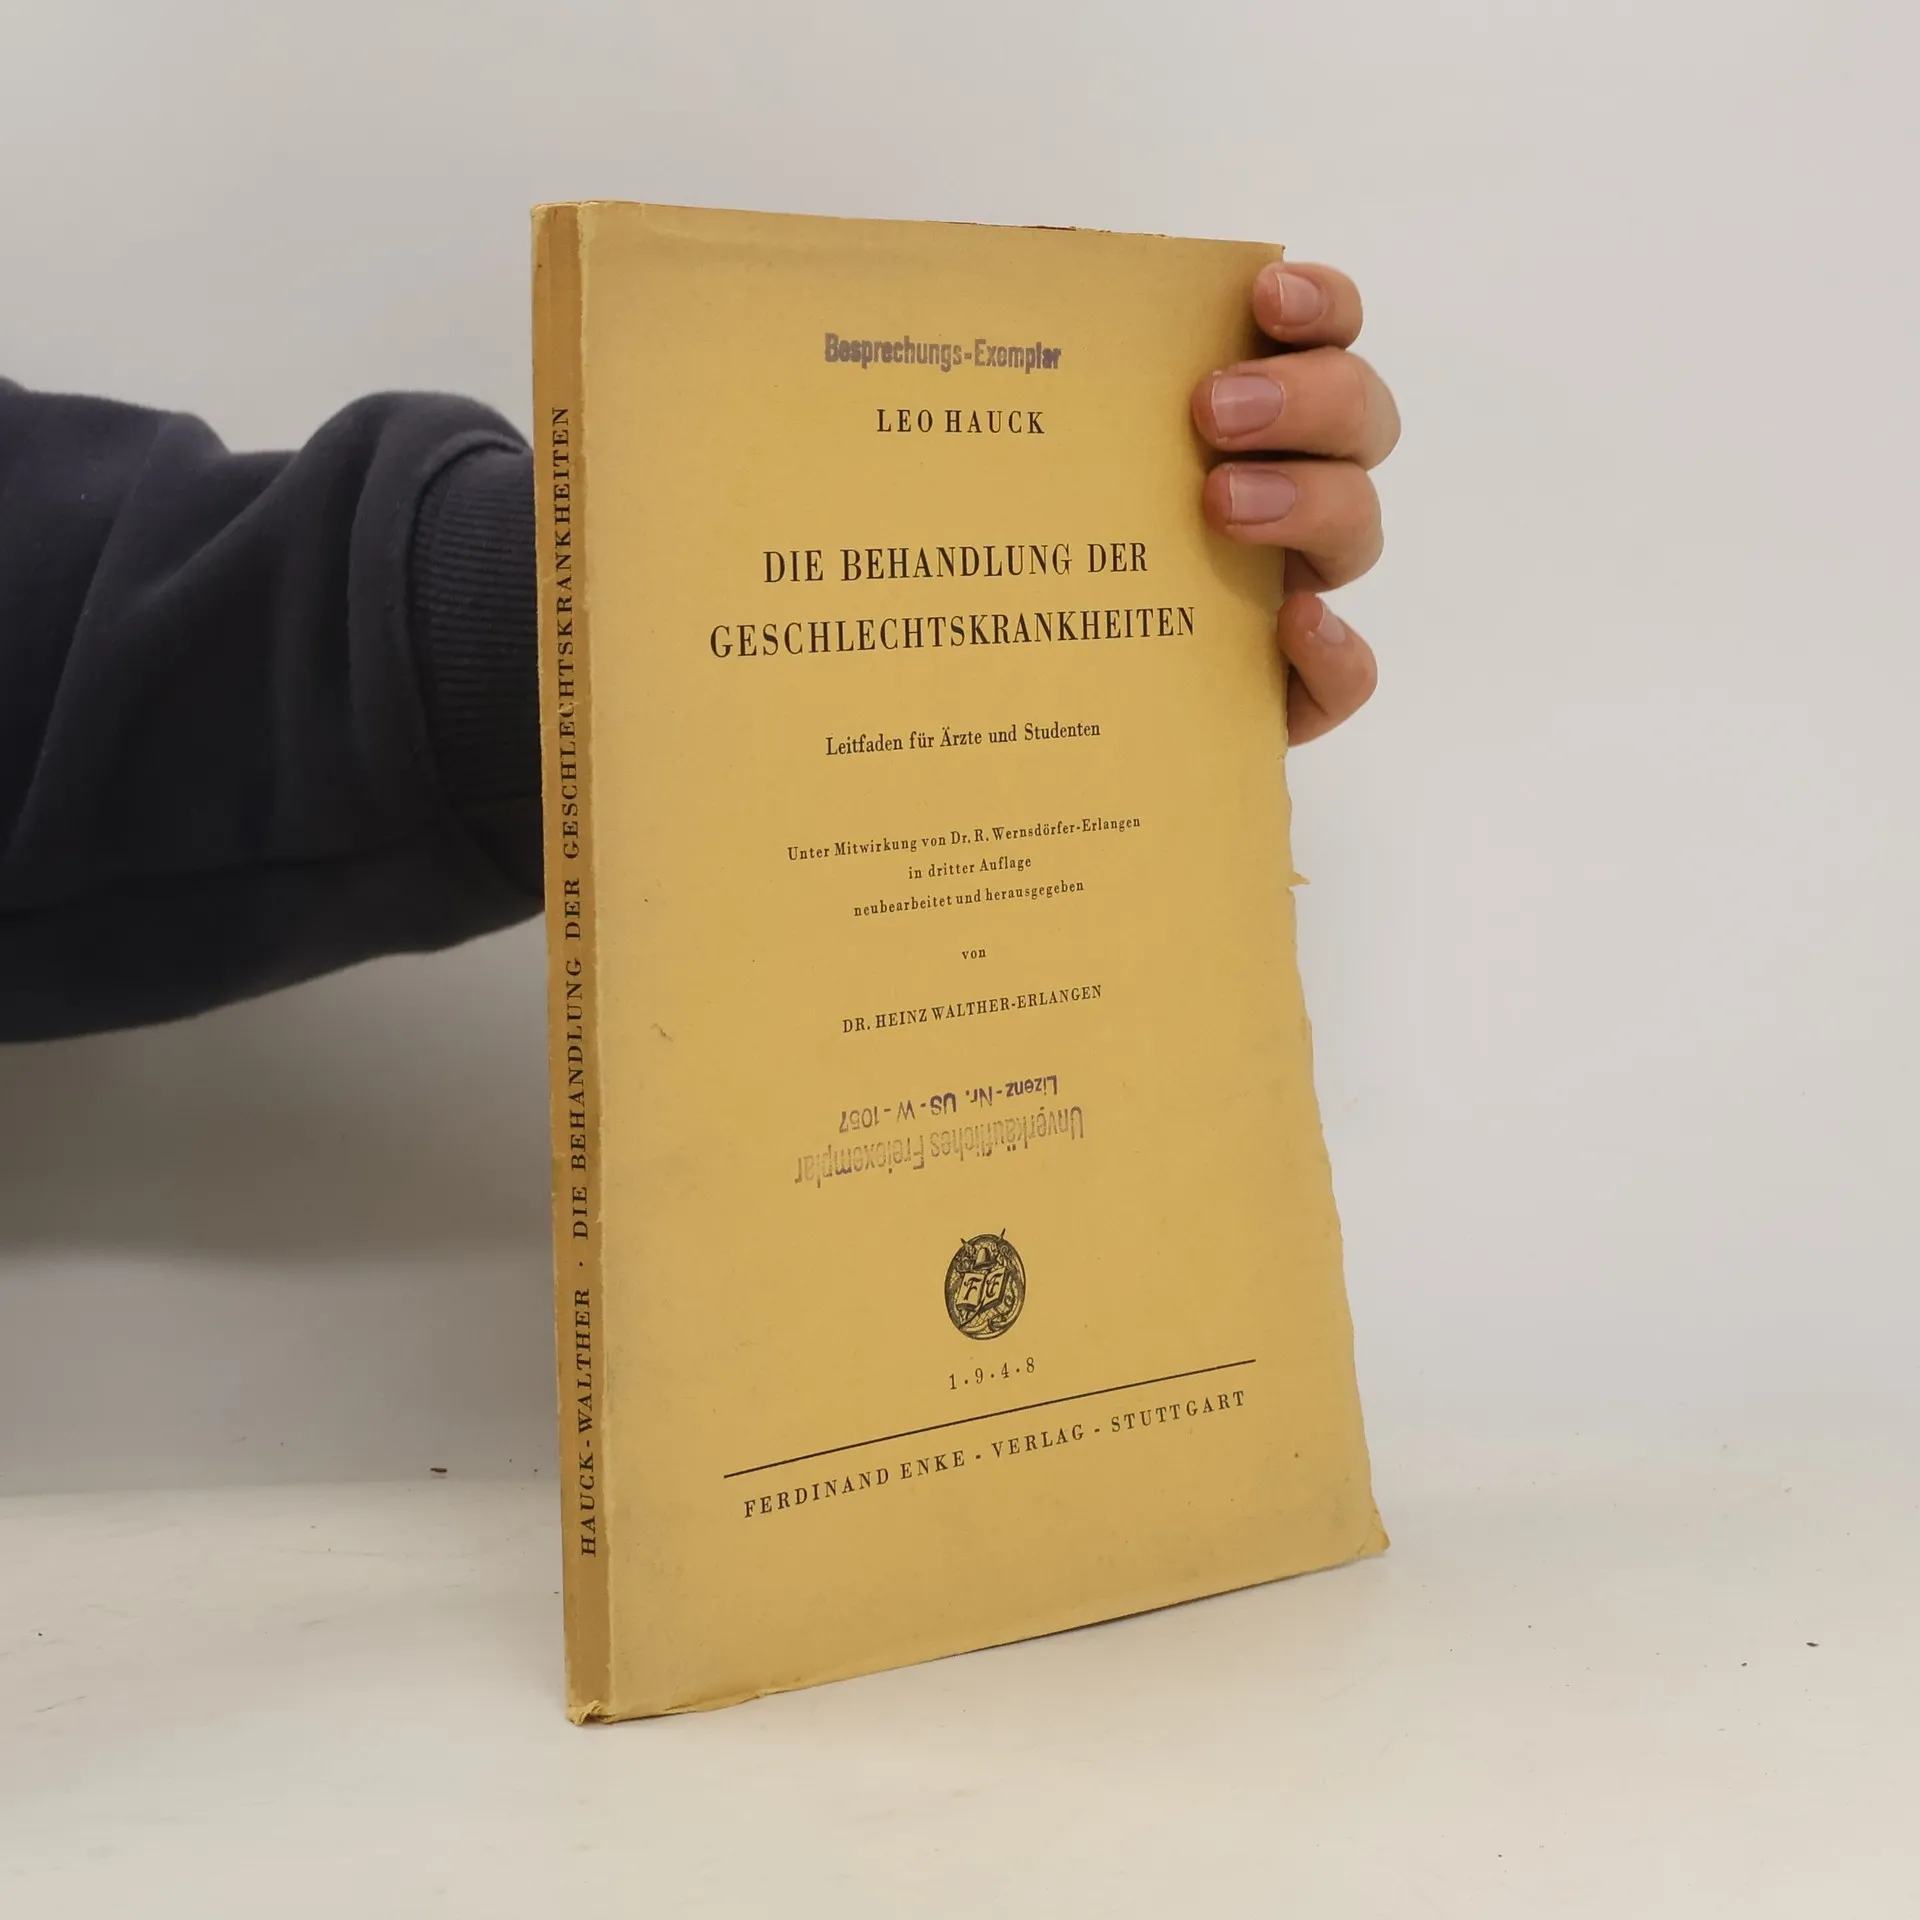 HAUCK-WALTHER · DIE BEHANDLUNG DER GESCHLECHTSKRANKHEITEN
Besprechungs-Exemplar
LEO HAUCK
DIE BEHANDLUNG DER
GESCHLECHTSKRANKHEITEN
Leitfaden für Ärzte und Studenten
Unter Mitwirkung von Dr. R. Wernsdörfer-Erlangen
in dritter Auflage
neubearbeitet und herausgegeben
von
DR. HEINZ WALTHER-ERLANGEN
Unverkäufliches Freiexemplar
Lizenz-Nr. US-W-1057
F E
1·9·4·8
FERDINAND ENKE - VERLAG - STUTTGART